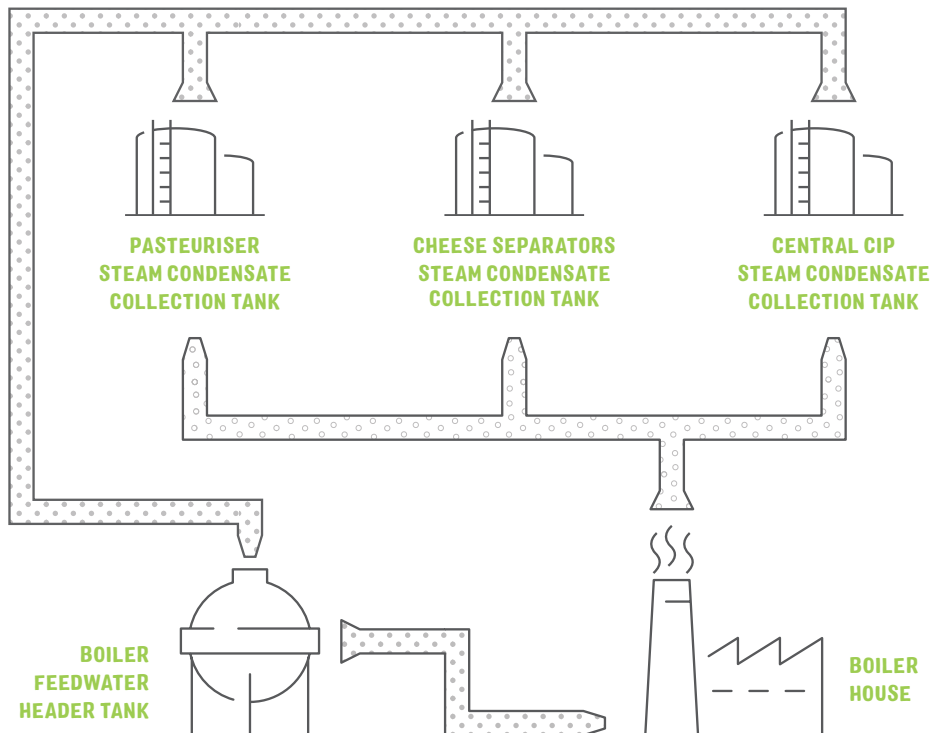 PASTEURISER
STEAM CONDENSATE
COLLECTION TANK
CHEESE SEPARATORS
STEAM CONDENSATE
COLLECTION TANK
CENTRAL CIP
STEAM CONDENSATE
COLLECTION TANK
BOILER
FEEDWATER
HEADER TANK
BOILER
HOUSE